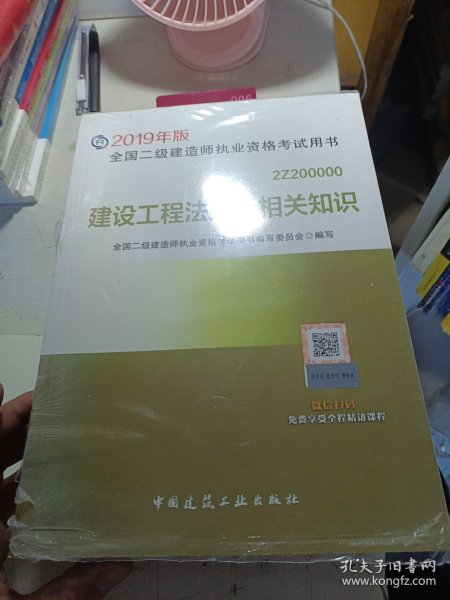 2019年版
全国二级建造师执业资格考试用书
2Z200000
建设工程法 相关知识
全国二级建造师执业资格考试用书编写委员会◎编写
微信扫码
免费享受全程精讲课程
中国建筑工业出版社
孔夫子旧书网
www.kongfz.com